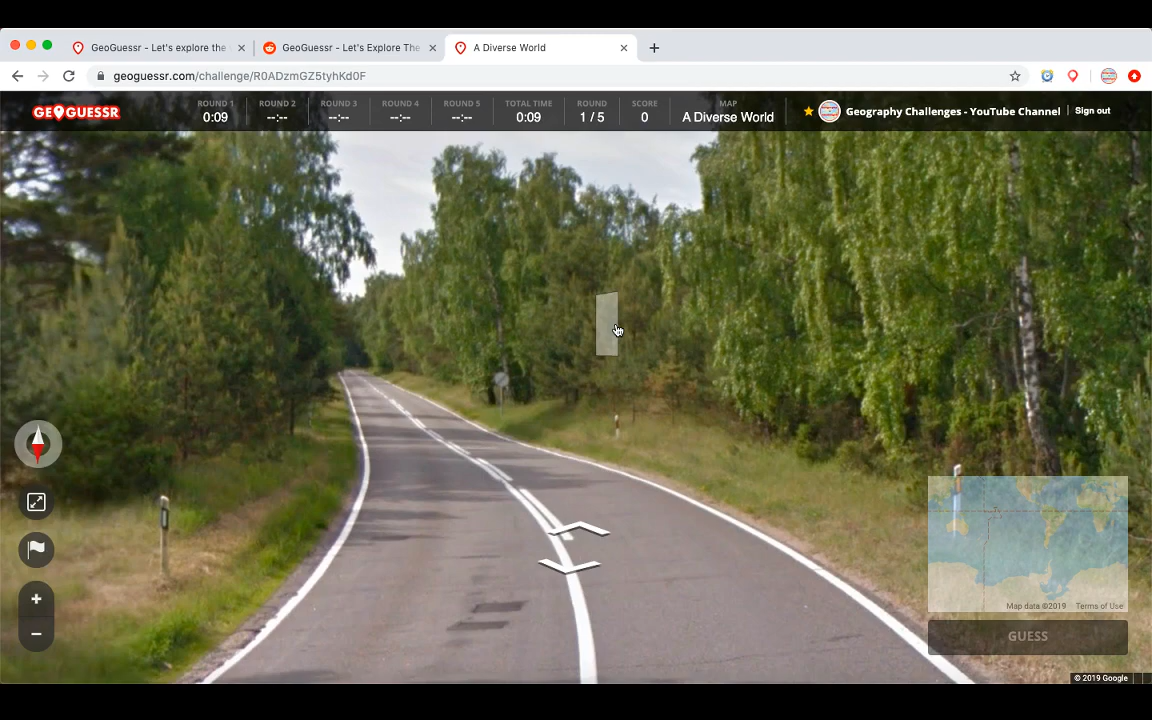 GeoGuessr - Let's explore the
GeoGuessr - Let's Explore The
A Diverse World
geoguessr.com/challenge/R0ADzmGZ5tyhKd0F
GEOGUESSR
ROUND 1
0:09
ROUND 2
--:--
ROUND 3
--:--
ROUND 4
--:--
ROUND 5
--:--
TOTAL TIME
0:09
ROUND
1 / 5
SCORE
0
MAP
A Diverse World
Geography Challenges - YouTube Channel
Sign out
Map data ©2019
Terms of Use
GUESS
© 2019 Google